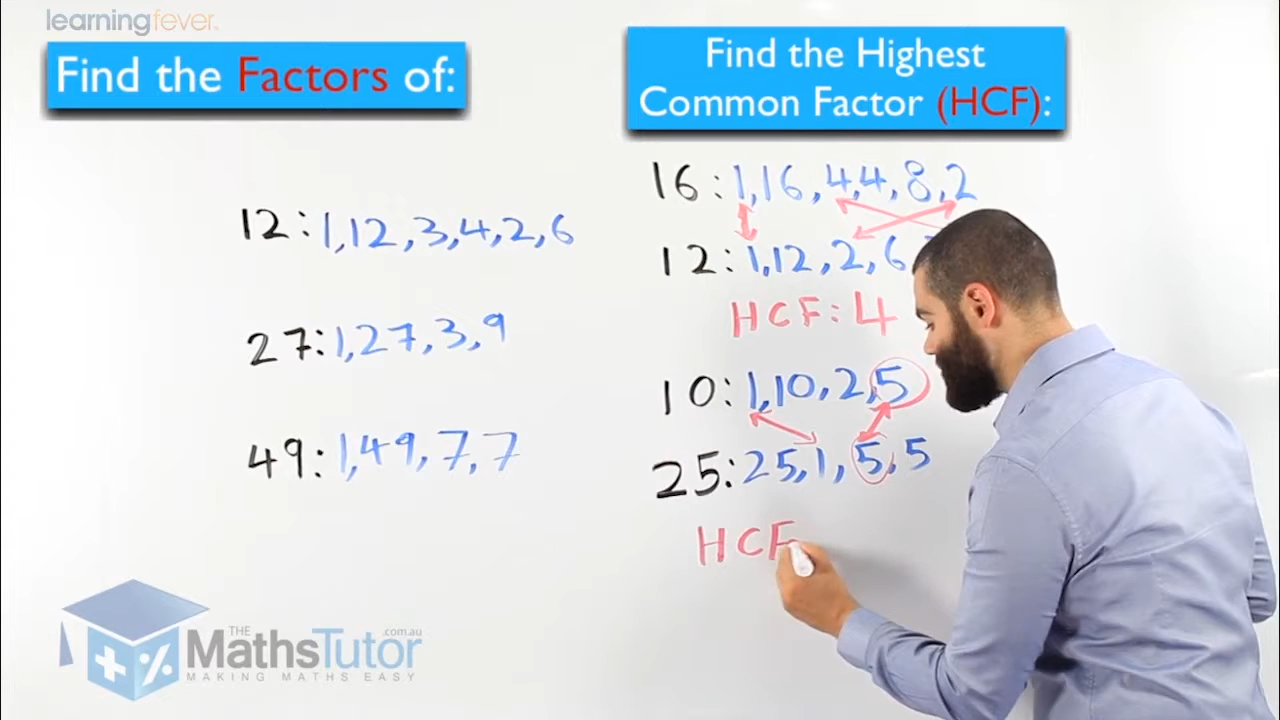 learningfever.
Find the Factors of:
12: 1, 12, 3, 4, 2, 6
27: 1, 27, 3, 9
49: 1, 49, 7, 7
Find the Highest
Common Factor (HCF):
16: 1, 16, 4, 4, 8, 2
12: 1, 12, 2, 6
HCF: 4
10: 1, 10, 2, 5
25: 25, 1, 5, 5
HCF
THE
MathsTutor.com.au
MAKING MATHS EASY